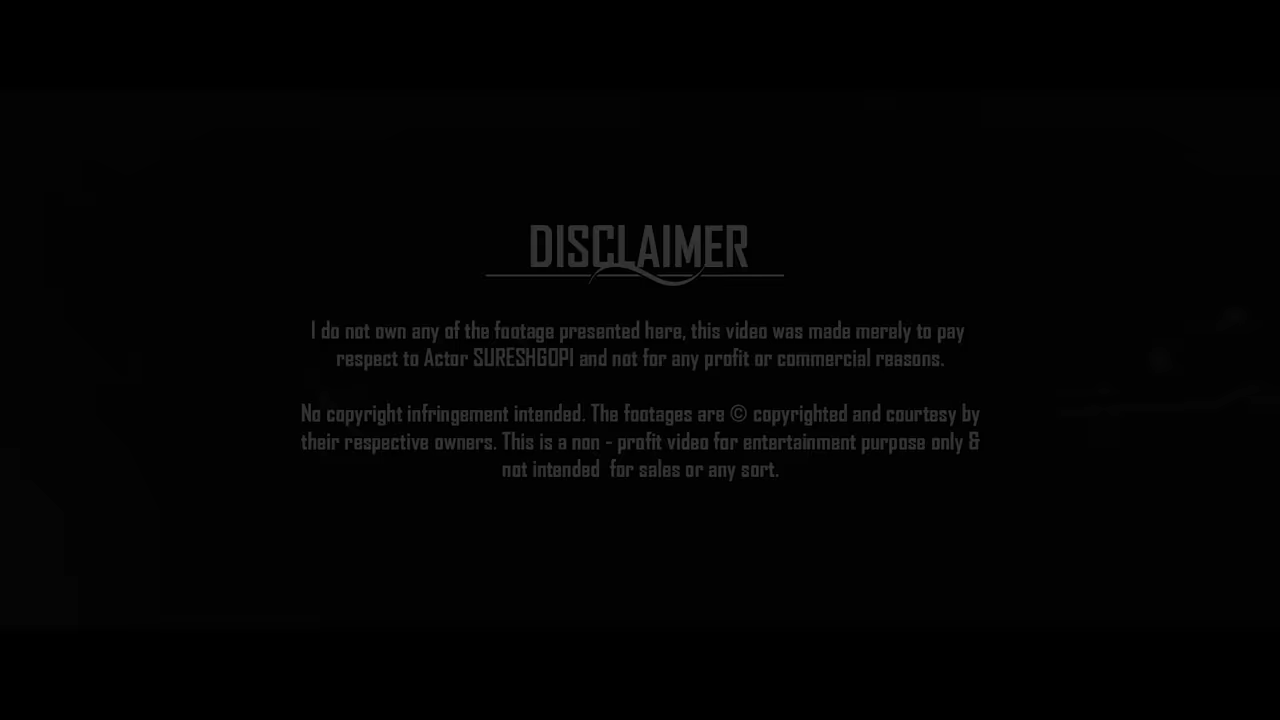 DISCLAIMER
I do not own any of the footage presented here, this video was made merely to pay
respect to Actor SURESHGOPI and not for any profit or commercial reasons.
No copyright infringement intended. The footages are © copyrighted and courtesy by
their respective owners. This is a non - profit video for entertainment purpose only &
not intended  for sales or any sort.